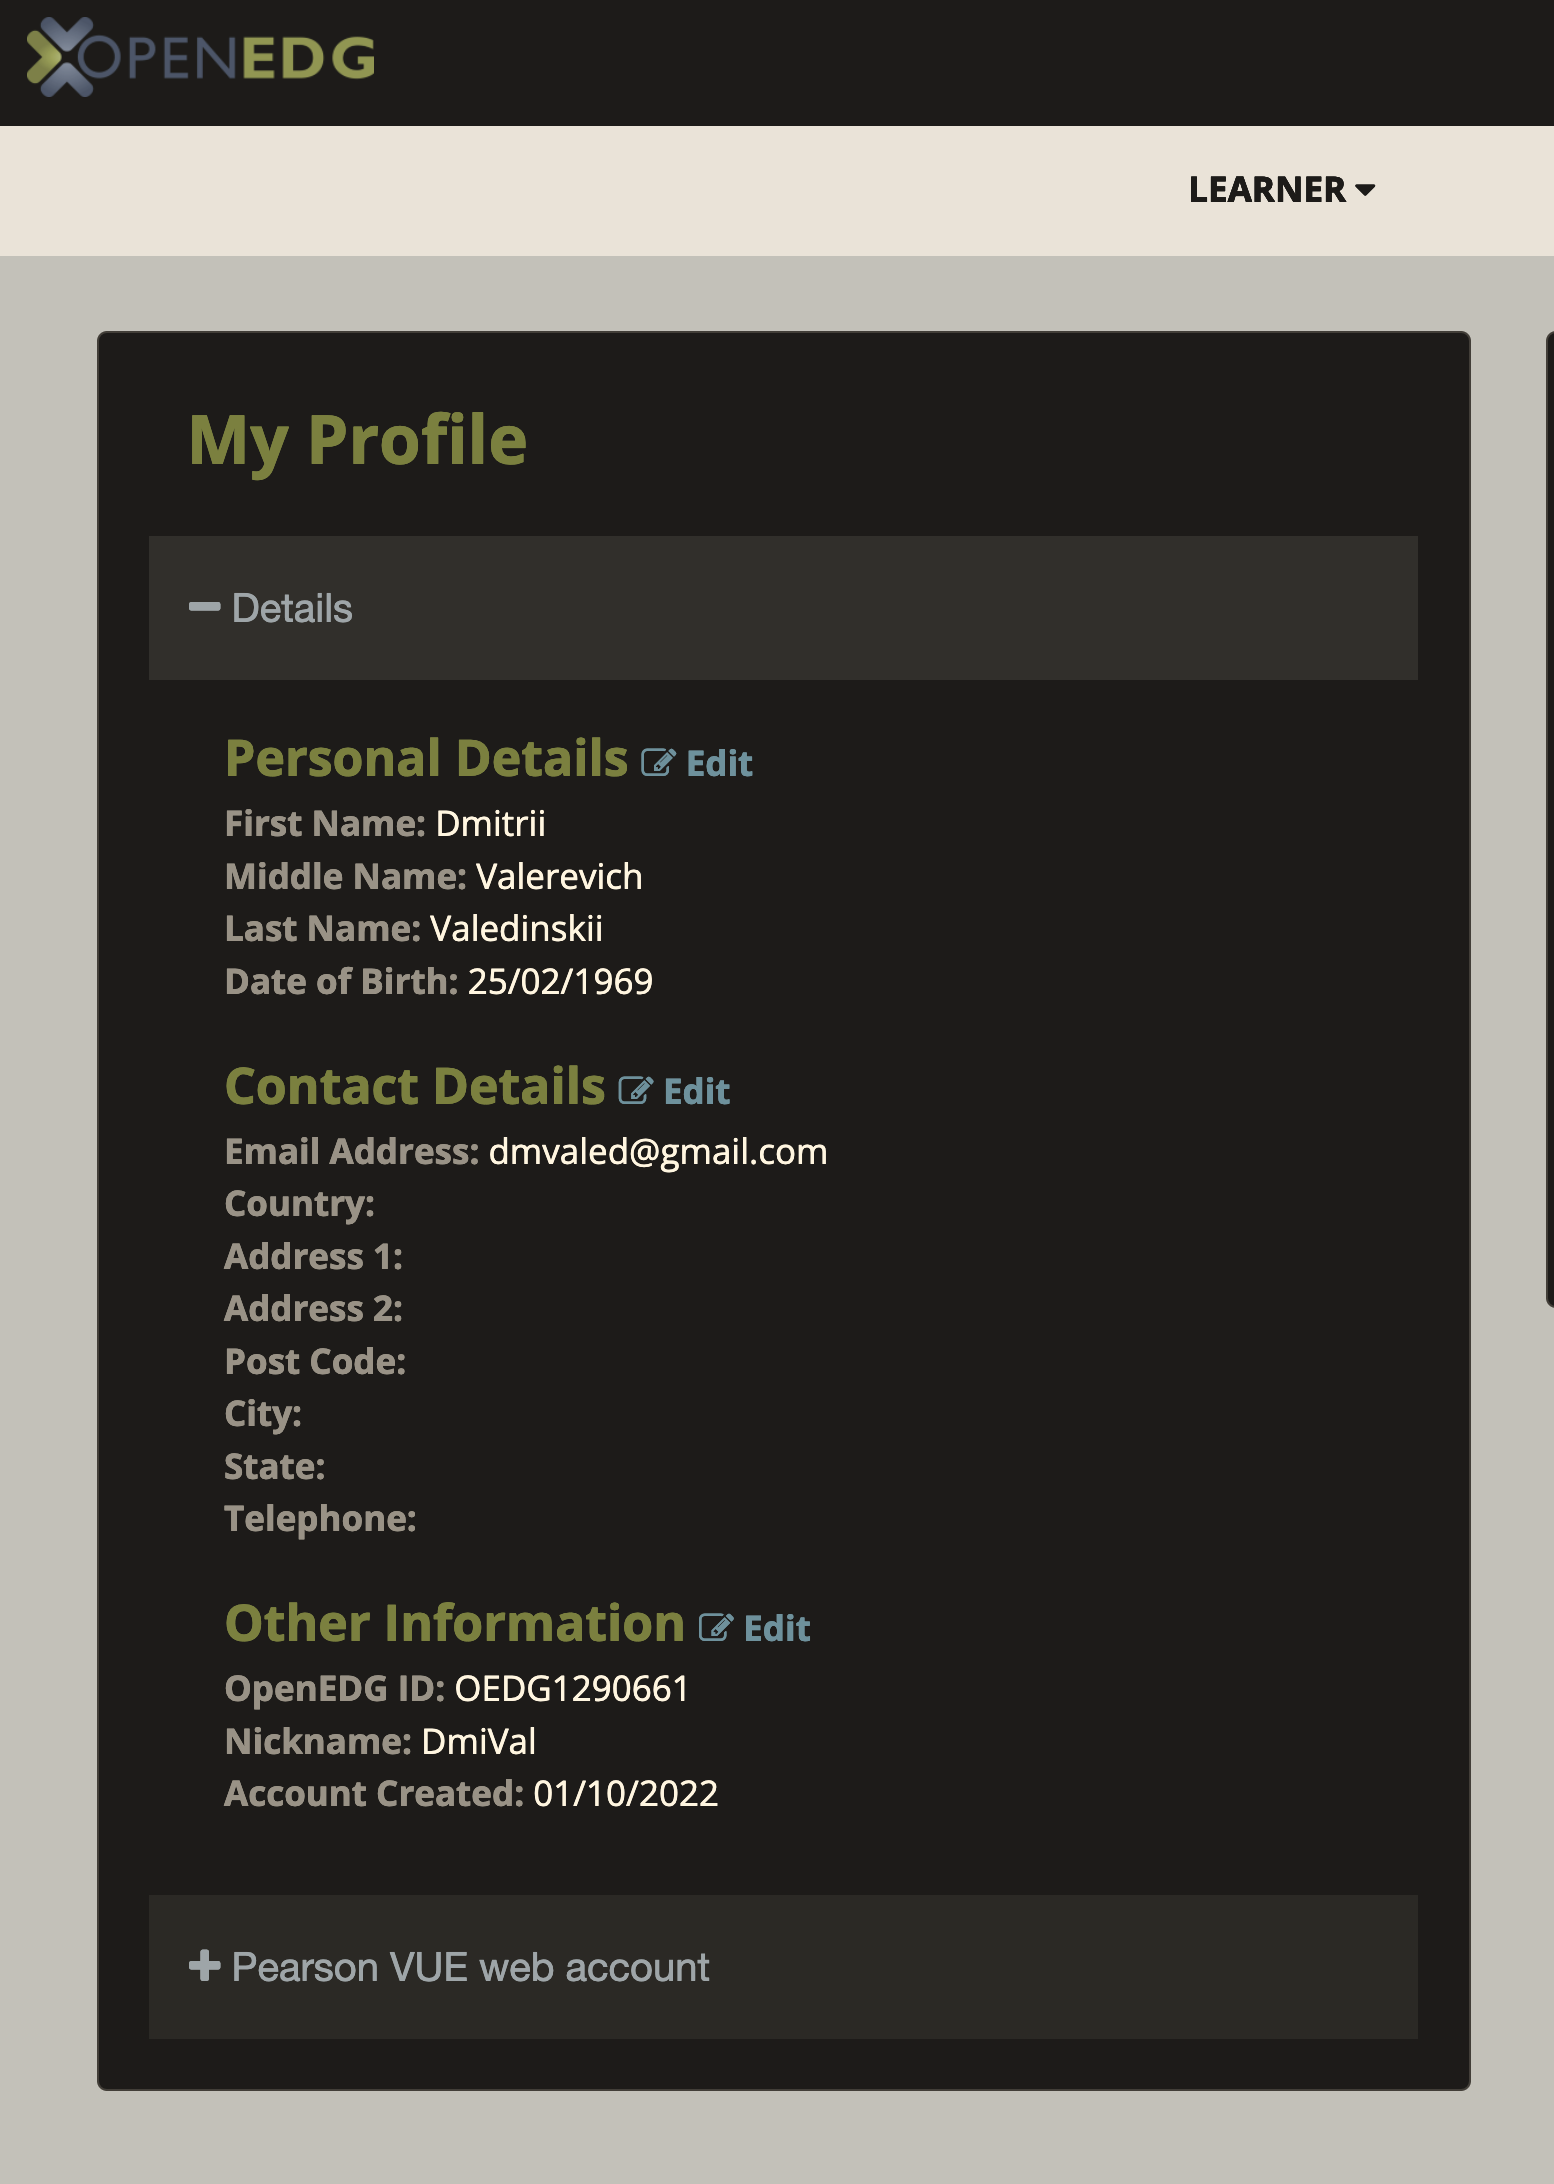 OPENEDG
LEARNER
My Profile
Details
Personal Details Edit
First Name: Dmitrii
Middle Name: Valerevich
Last Name: Valedinskii
Date of Birth: 25/02/1969
Contact Details Edit
Email Address: dmvaled@gmail.com
Country:
Address 1:
Address 2:
Post Code:
City:
State:
Telephone:
Other Information Edit
OpenEDG ID: OEDG1290661
Nickname: DmiVal
Account Created: 01/10/2022
Pearson VUE web account